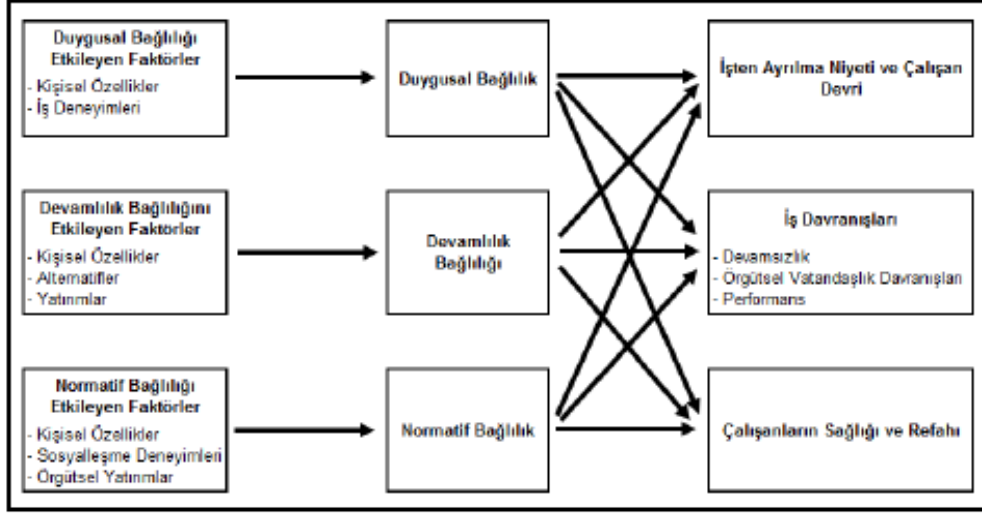 Duygusal Bağlılığı
Etkileyen Faktörler
- Kişisel Özellikler
- İş Deneyimleri
Duygusal Bağlılık
İşten Ayrılma Niyeti ve Çalışan
Devri
Devamlılık Bağlılığını
Etkileyen Faktörler
- Kişisel Özellikler
- Alternatifler
- Yatırımlar
Devamlılık
Bağlılığı
İş Davranışları
- Devamsızlık
- Örgütsel Vatandaşlık Davranışları
- Performans
Normatif Bağlılığı
Etkileyen Faktörler
- Kişisel Özellikler
- Sosyalleşme Deneyimleri
- Örgütsel Yatırımlar
Normatif Bağlılık
Çalışanların Sağlığı ve Refahı